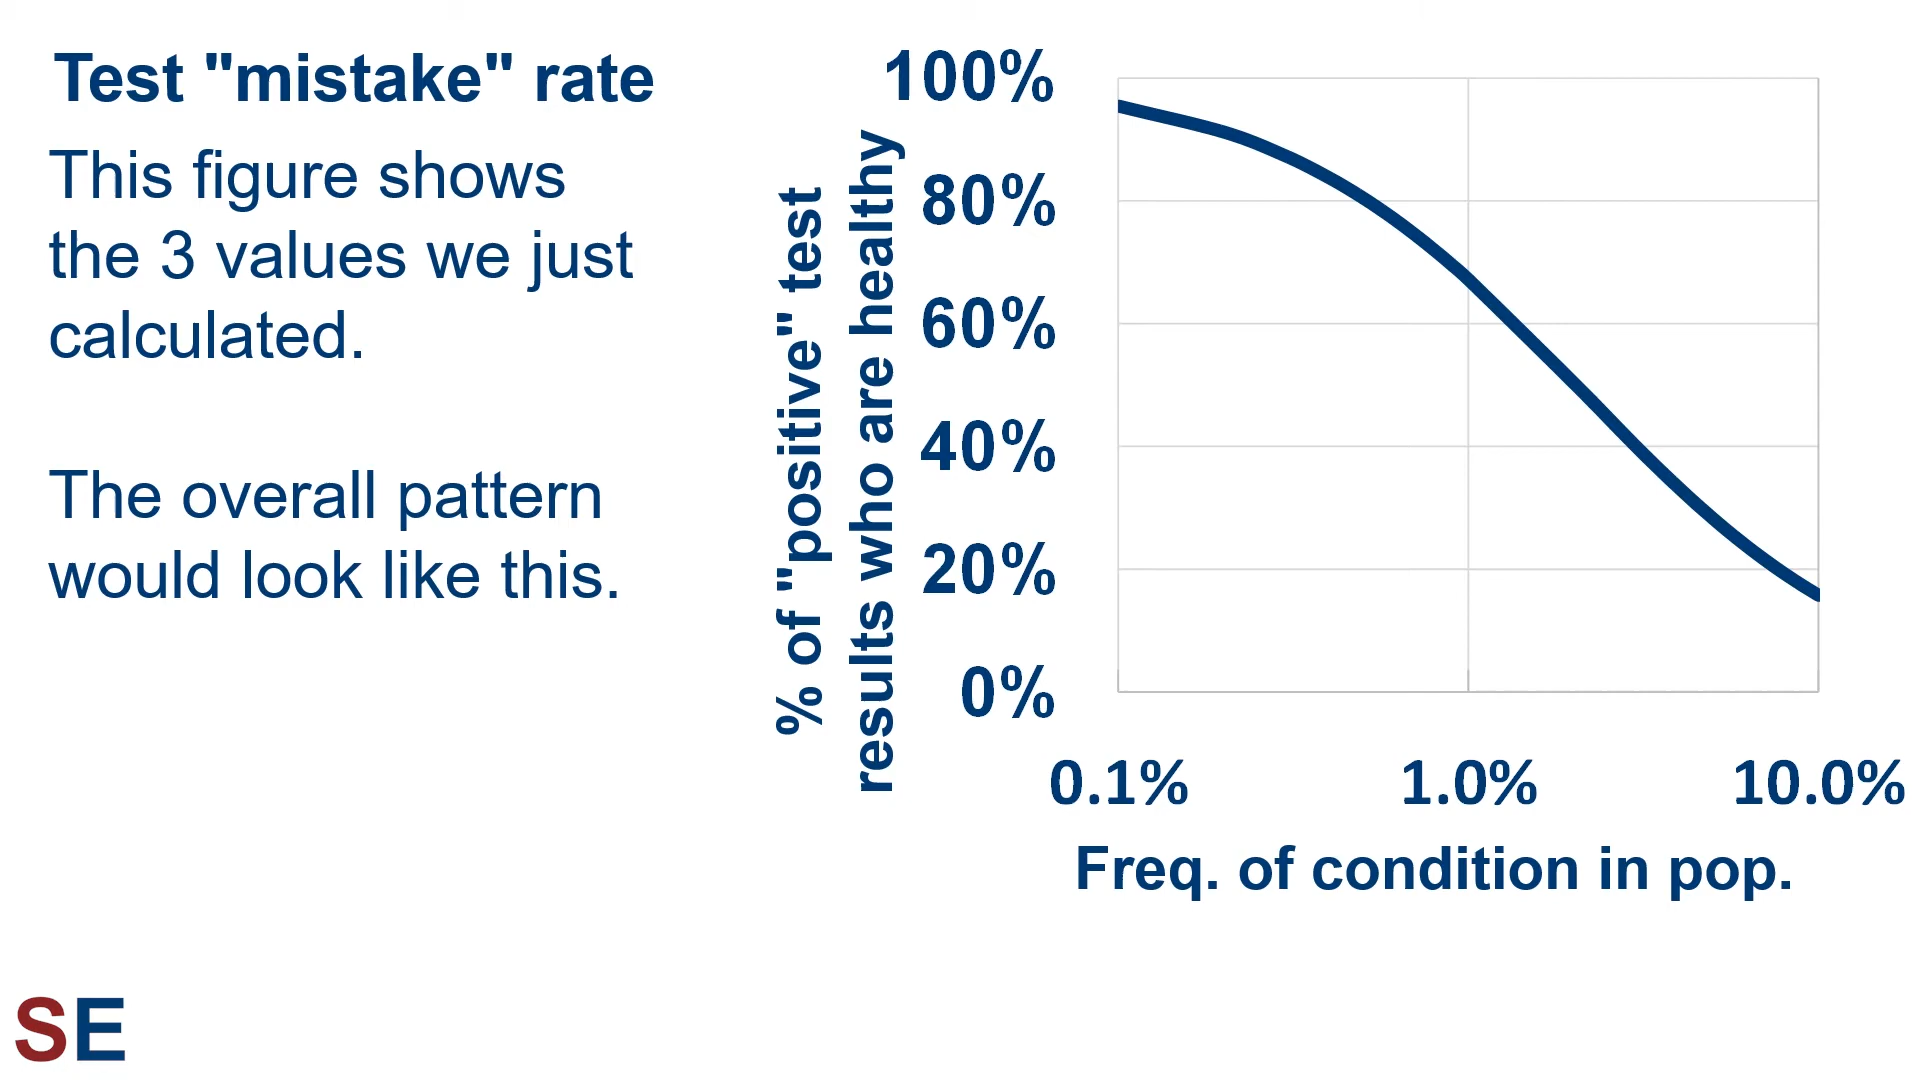 Test "mistake" rate
This figure shows
the 3 values we just
calculated.
The overall pattern
would look like this.
% of "positive" test
results who are healthy
100%
80%
60%
40%
20%
0%
0.1%
1.0%
10.0%
Freq. of condition in pop.
SE